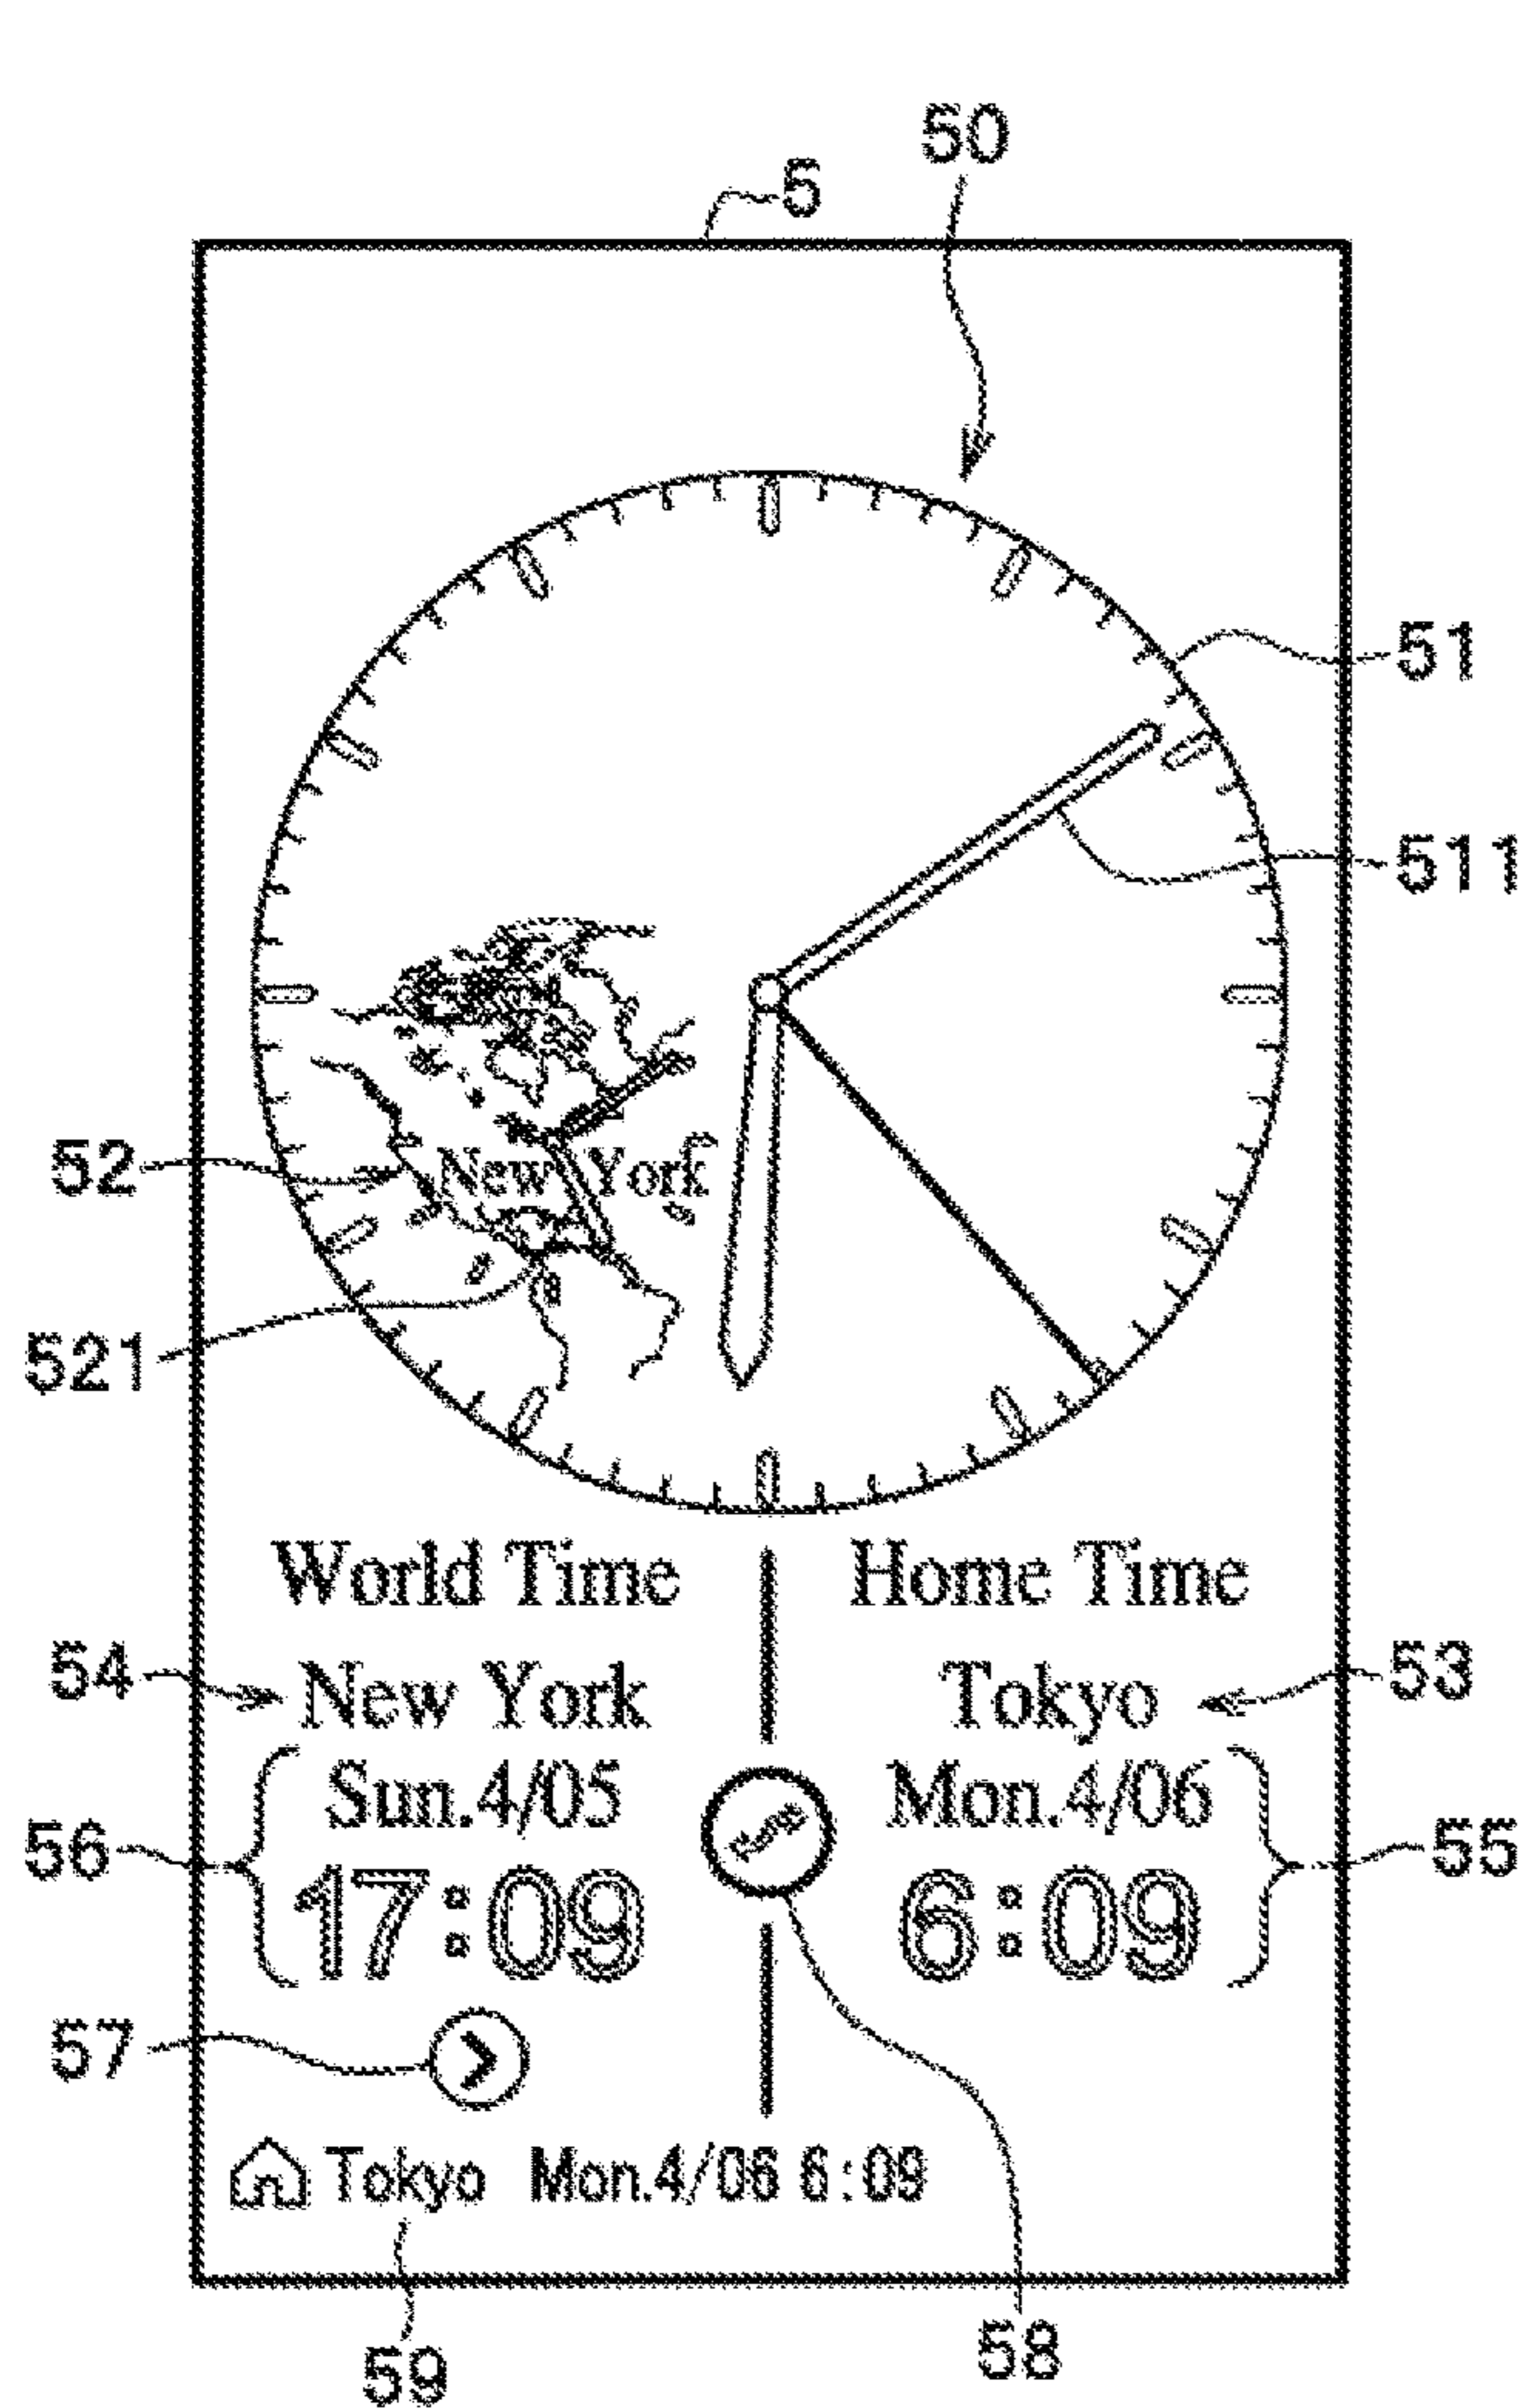 50
5
51
511
52
New York
521
World Time
Home Time
54
New York
Tokyo
53
Sun.4/05
Mon.4/06
56
55
17:09
6:09
57
Tokyo Mon.4/06 6:09
58
59